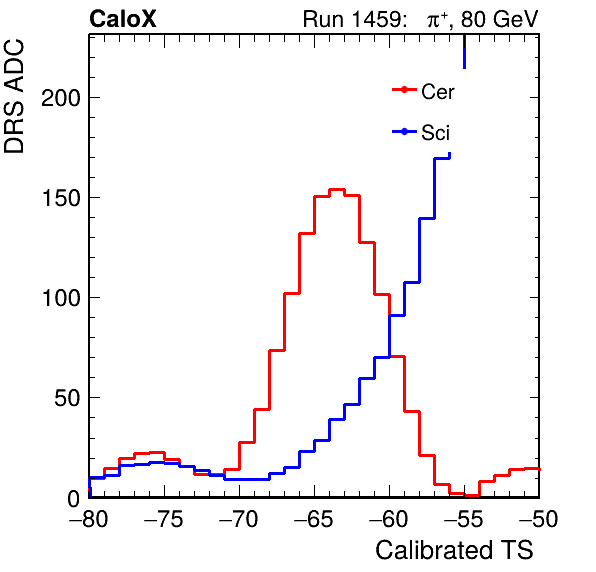 CaloX Run 1459: π⁺, 80 GeV
DRS ADC
Cer
Sci
200
150
100
50
0
−80 −75 −70 −65 −60 −55 −50
Calibrated TS